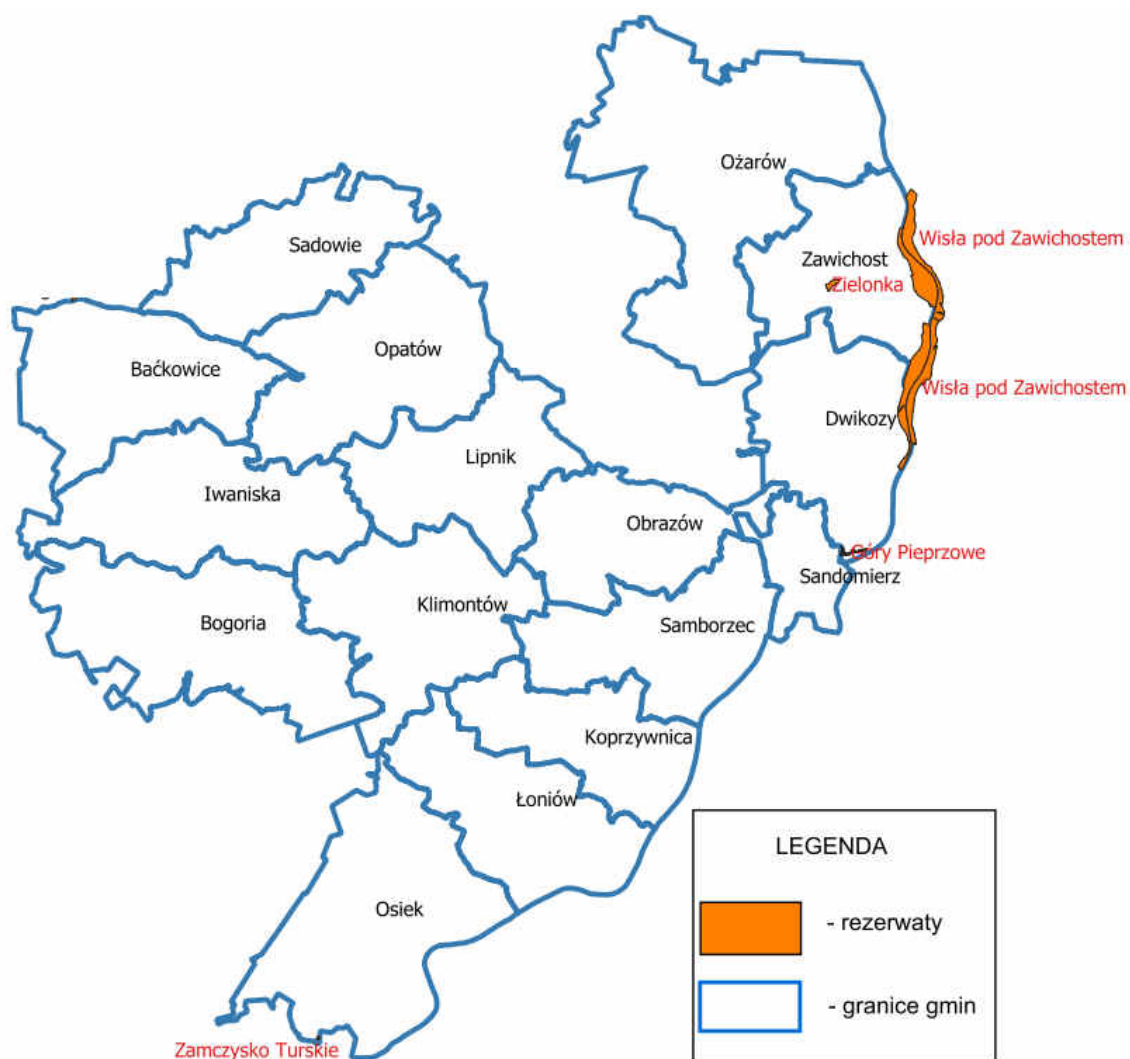 Ożarów
Sadowie
Wisła pod Zawichostem
Zawichost
Zielonka
Opatów
Baćkowice
Wisła pod Zawichostem
Dwikozy
Lipnik
Iwaniska
Obrazów
Góry Pieprzowe
Sandomierz
Klimontów
Bogoria
Samborzec
Koprzywnica
Łoniów
Osiek
Zamczysko Turskie
LEGENDA
- rezerwaty
- granice gmin